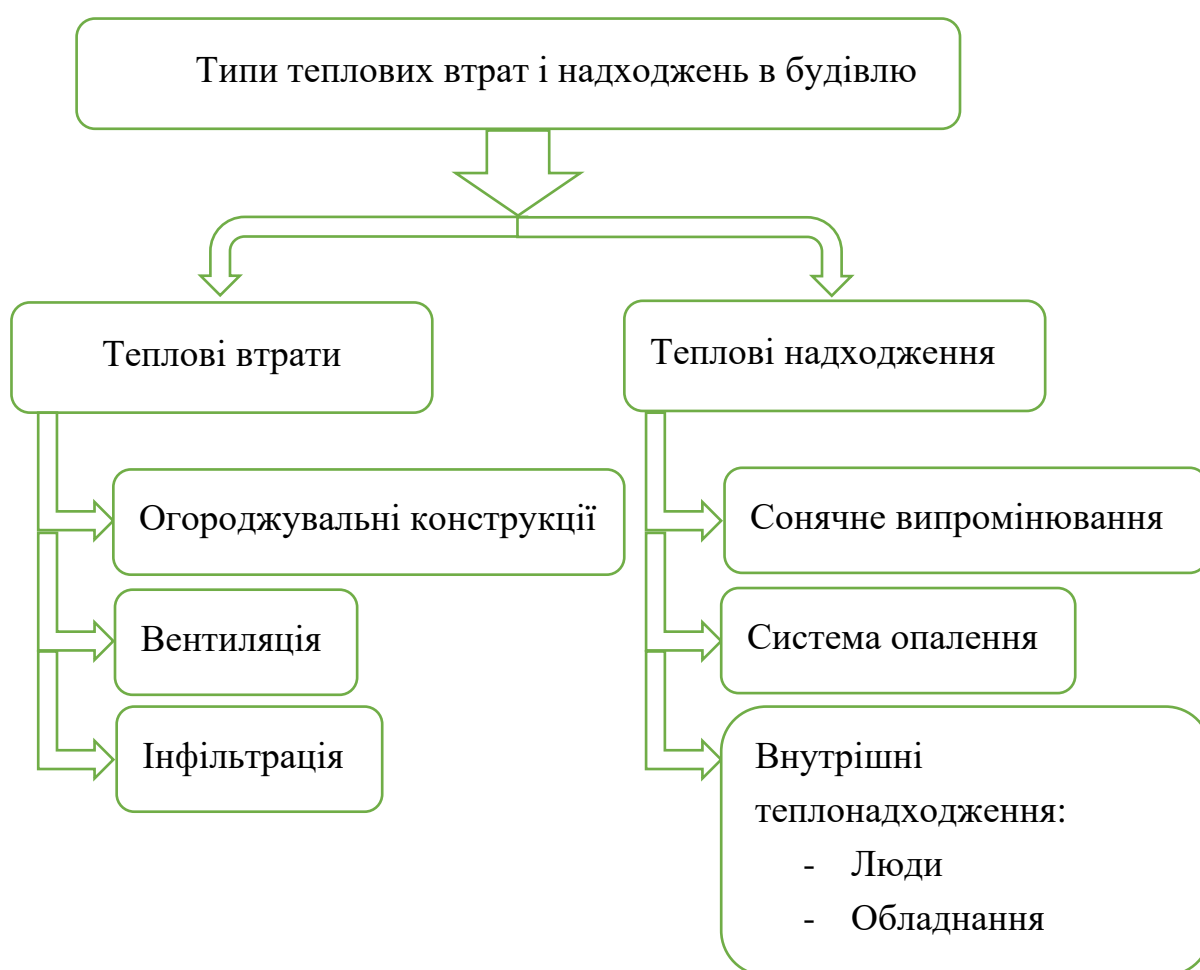 Типи теплових втрат і надходжень в будівлю
Теплові втрати
Теплові надходження
Огороджувальні конструкції
Вентиляція
Інфільтрація
Сонячне випромінювання
Система опалення
Внутрішні
теплонадходження:
- Люди
- Обладнання